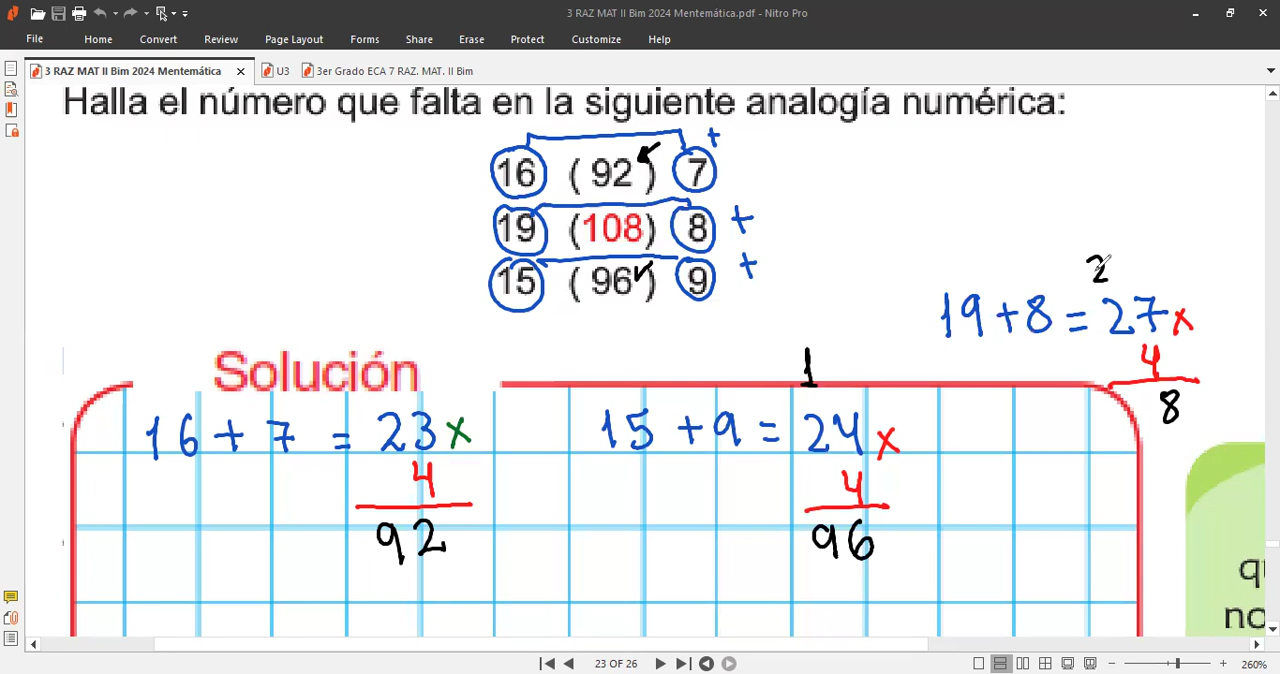 3 RAZ MAT II Bim 2024 Mentemática.pdf - Nitro Pro
File Home Convert Review Page Layout Forms Share Erase Protect Customize Help
3 RAZ MAT II Bim 2024 Mentemática U3 3er Grado ECA 7 RAZ. MAT. II Bim
Halla el número que falta en la siguiente analogía numérica:
16 ( 92 ) 7 +
19 (108) 8 +
15 ( 96 ) 9 +
2
19 + 8 = 27 x
4
8
Solución
16 + 7 = 23 x
4
92
1
15 + 9 = 24 x
4
96
q
no
23 OF 26
260%